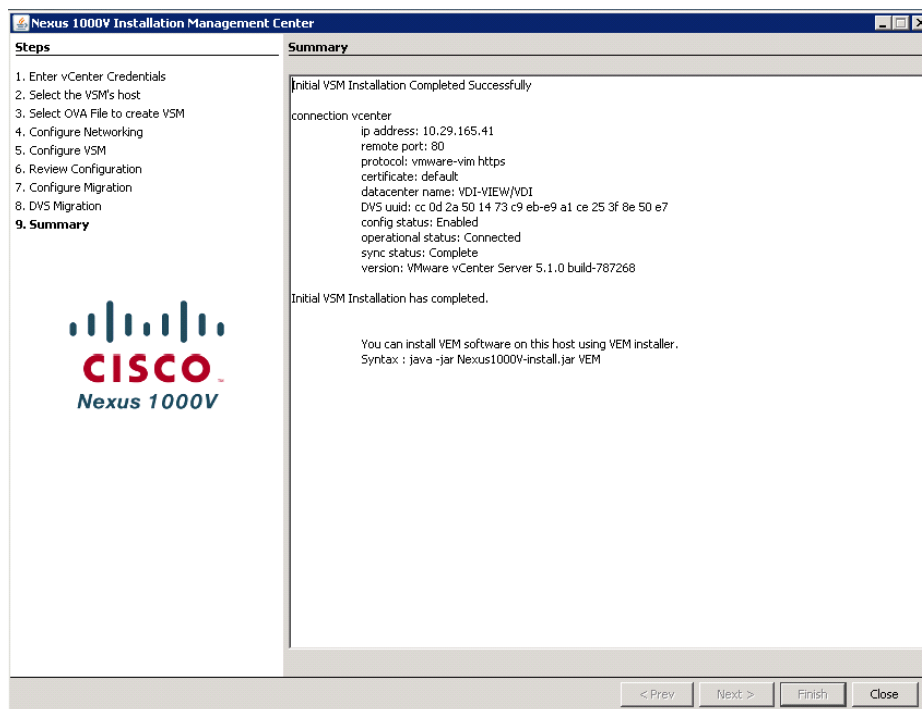 Nexus 1000V Installation Management Center
Steps
1. Enter vCenter Credentials
2. Select the VSM's host
3. Select OVA File to create VSM
4. Configure Networking
5. Configure VSM
6. Review Configuration
7. Configure Migration
8. DVS Migration
9. Summary
CISCO
Nexus 1000V
Summary
Initial VSM Installation Completed Successfully
connection vcenter
ip address: 10.29.165.41
remote port: 80
protocol: vmware-vim https
certificate: default
datacenter name: VDI-VIEW/VDI
DVS uuid: cc 0d 2a 50 14 73 c9 eb-e9 a1 ce 25 3f 8e 50 e7
config status: Enabled
operational status: Connected
sync status: Complete
version: VMware vCenter Server 5.1.0 build-787268
Initial VSM Installation has completed.
You can install VEM software on this host using VEM installer.
Syntax : java -jar Nexus1000V-install.jar VEM
< Prev
Next >
Finish
Close